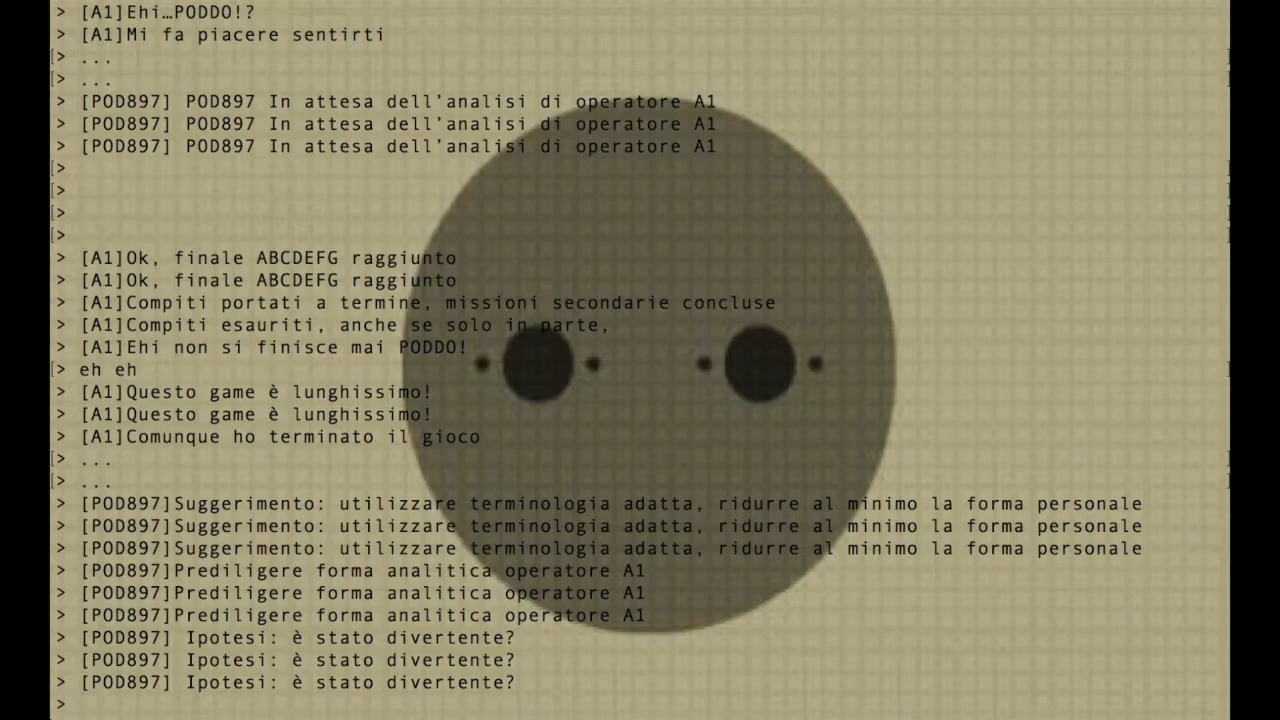 > [A1]Ehi…PODDO!?
> [A1]Mi fa piacere sentirti
[> ...
[> ...
> [POD897] POD897 In attesa dell'analisi di operatore A1
> [POD897] POD897 In attesa dell'analisi di operatore A1
> [POD897] POD897 In attesa dell'analisi di operatore A1
[>
[>
[>
[>
> [A1]Ok, finale ABCDEFG raggiunto
> [A1]Ok, finale ABCDEFG raggiunto
> [A1]Compiti portati a termine, missioni secondarie concluse
> [A1]Compiti esauriti, anche se solo in parte,
> [A1]Ehi non si finisce mai PODDO!
[> eh eh
> [A1]Questo game è lunghissimo!
> [A1]Questo game è lunghissimo!
> [A1]Comunque ho terminato il gioco
[> ...
[> ...
> [POD897]Suggerimento: utilizzare terminologia adatta, ridurre al minimo la forma personale
> [POD897]Suggerimento: utilizzare terminologia adatta, ridurre al minimo la forma personale
> [POD897]Suggerimento: utilizzare terminologia adatta, ridurre al minimo la forma personale
> [POD897]Prediligere forma analitica operatore A1
> [POD897]Prediligere forma analitica operatore A1
> [POD897]Prediligere forma analitica operatore A1
> [POD897] Ipotesi: è stato divertente?
> [POD897] Ipotesi: è stato divertente?
> [POD897] Ipotesi: è stato divertente?
>